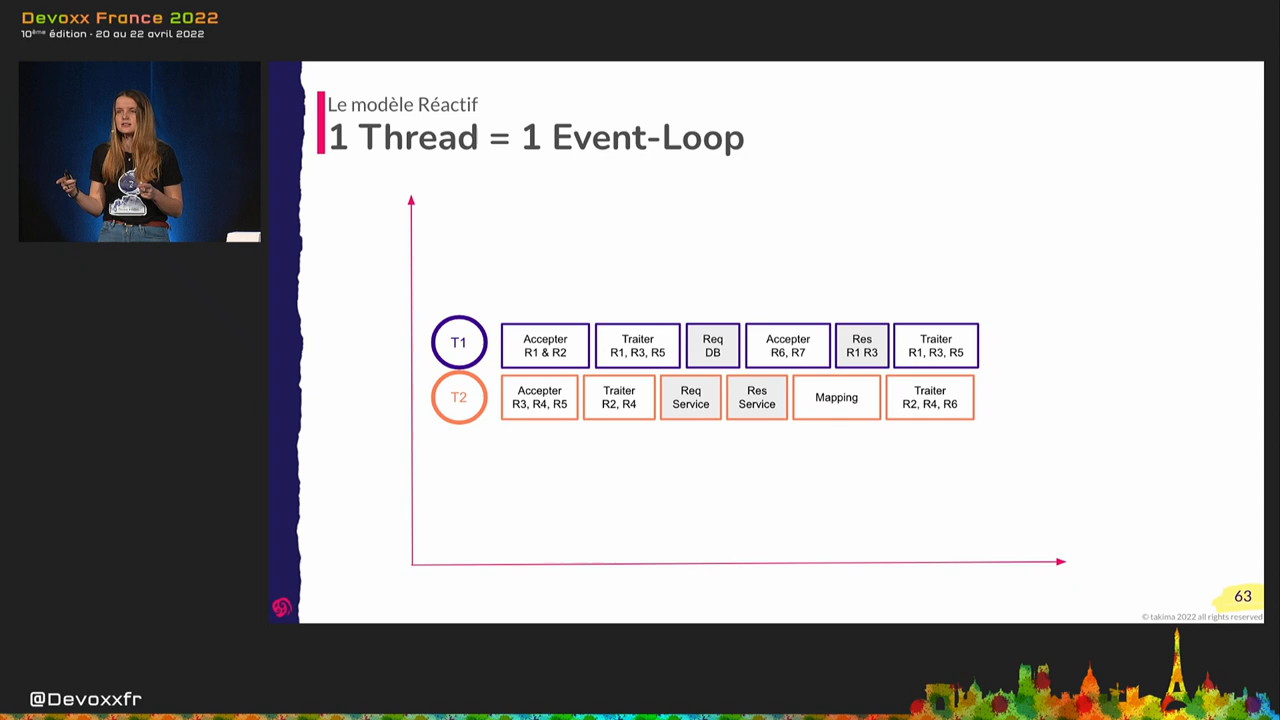 Devoxx France 2022
10ème édition - 20 au 22 avril 2022
Le modèle Réactif
1 Thread = 1 Event-Loop
T1
Accepter
R1 & R2
Traiter
R1, R3, R5
Req
DB
Accepter
R6, R7
Res
R1 R3
Traiter
R1, R3, R5
T2
Accepter
R3, R4, R5
Traiter
R2, R4
Req
Service
Res
Service
Mapping
Traiter
R2, R4, R6
63
© takima 2022 all rights reserved
@Devoxxfr